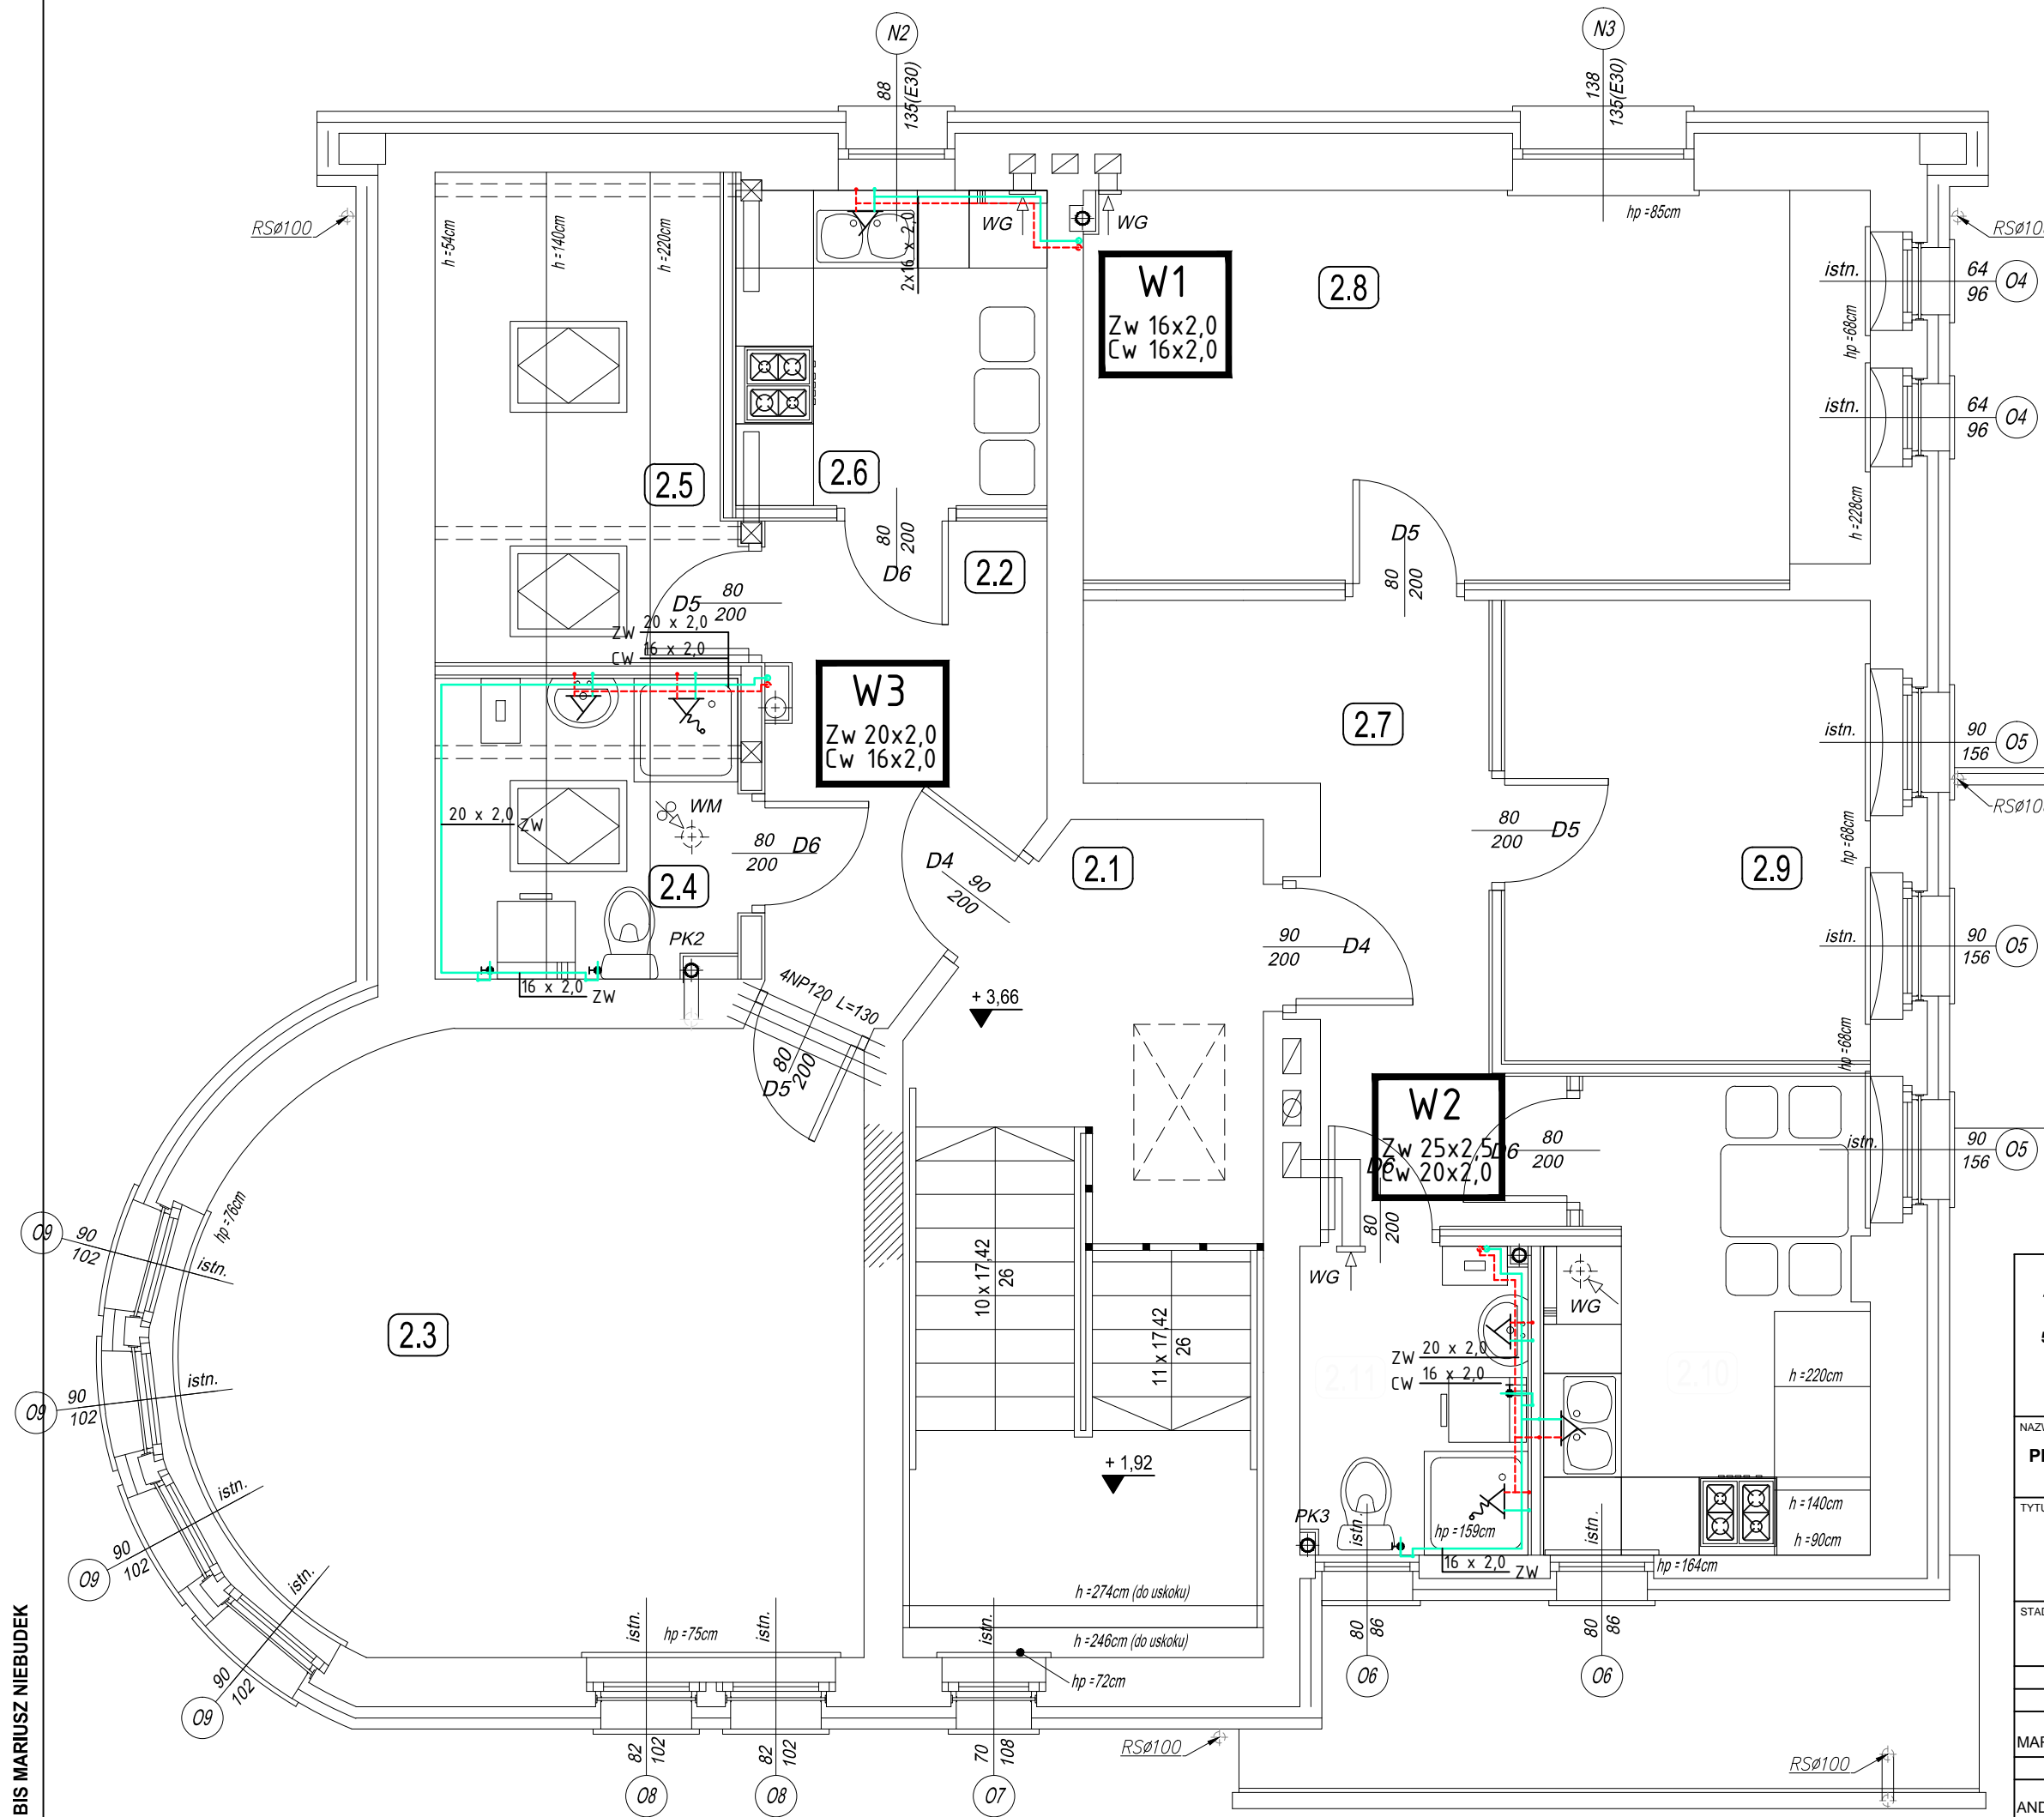 N2
88
135(E30)
N3
138
135(E30)
RSø100
h =54cm
h =140cm
h =220cm
2x16 x 2,0
WG
WG
hp =85cm
W1
Zw 16x2,0
Cw 16x2,0
2.8
istn.
64
96
O4
hp =68cm
istn.
64
96
O4
h =228cm
2.5
2.6
80
200
D6
2.2
D5
80
200
D5
80
200
ZW
20 x 2,0
CW
16 x 2,0
W3
Zw 20x2,0
Cw 16x2,0
2.7
istn.
90
156
O5
20 x 2,0
ZW
WM
80
200
D6
2.4
PK2
16 x 2,0
ZW
D4
90
200
2.1
80
200
D5
2.9
hp =68cm
90
200
D4
istn.
90
156
O5
4NP120 L=130
+ 3,66
80
200
D5
hp =68cm
W2
Zw 25x2,5
Cw 20x2,0
D6
D6
80
200
80
200
istn.
90
156
O5
hp =76cm
O9
90
102
istn.
2.3
10 x 17,42
26
11 x 17,42
26
WG
WG
ZW
20 x 2,0
CW
16 x 2,0
2.11
2.10
h =220cm
O9
90
102
istn.
+ 1,92
O9
90
102
istn.
PK3
istn.
hp =159cm
istn.
h =140cm
h =90cm
16 x 2,0
ZW
hp =164cm
O9
90
102
istn.
h =274cm (do uskoku)
h =246cm (do uskoku)
istn.
hp =75cm
istn.
istn.
hp =72cm
80
86
O6
80
86
O6
82
102
O8
82
102
O8
70
108
O7
RSø100
RSø100
BIS MARIUSZ NIEBUDEK